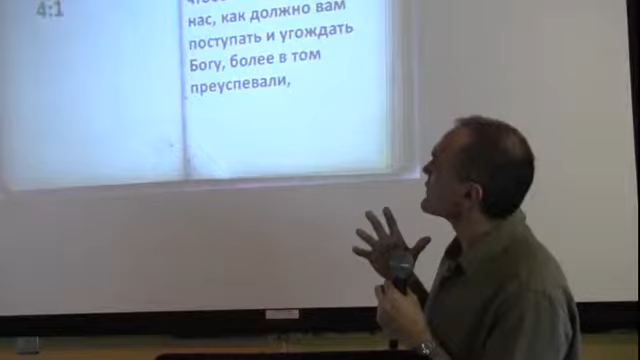 4:1
нас, как должно вам
поступать и угождать
Богу, более в том
преуспевали,